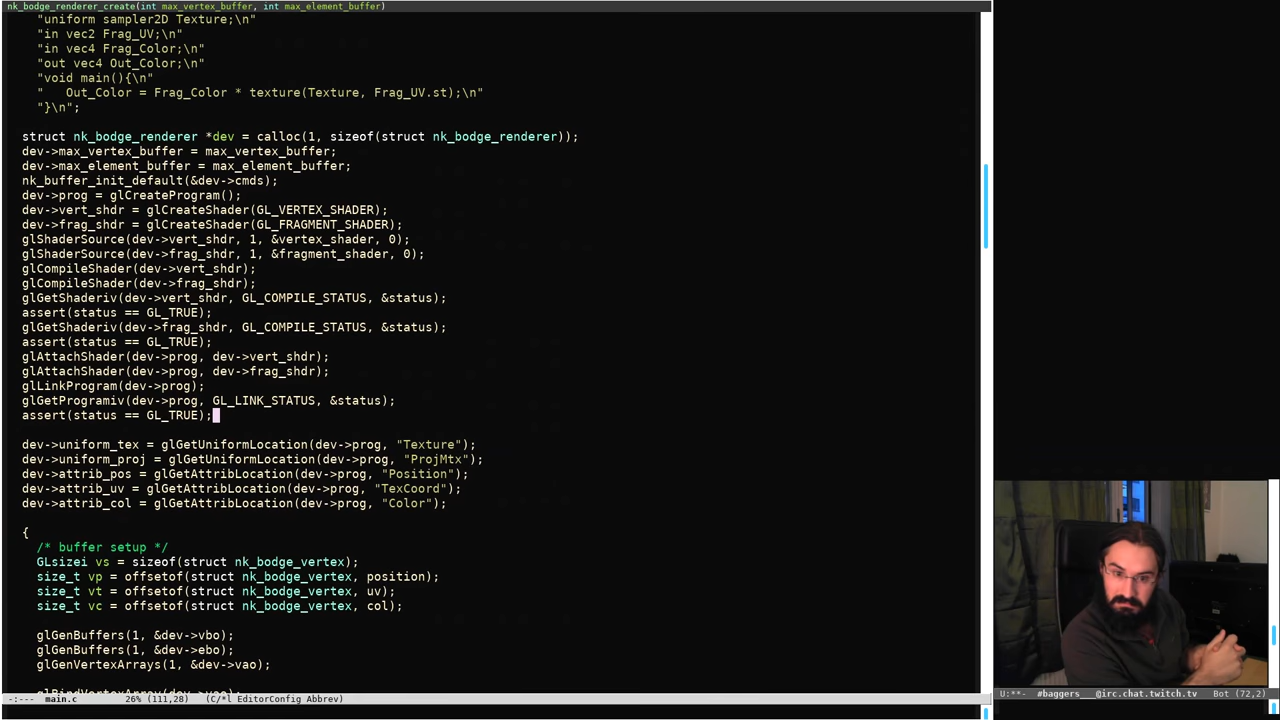 nk_bodge_renderer_create(int max_vertex_buffer, int max_element_buffer)
"uniform sampler2D Texture;\n"
"in vec2 Frag_UV;\n"
"in vec4 Frag_Color;\n"
"out vec4 Out_Color;\n"
"void main(){\n"
"   Out_Color = Frag_Color * texture(Texture, Frag_UV.st);\n"
"}\n";
struct nk_bodge_renderer *dev = calloc(1, sizeof(struct nk_bodge_renderer));
dev->max_vertex_buffer = max_vertex_buffer;
dev->max_element_buffer = max_element_buffer;
nk_buffer_init_default(&dev->cmds);
dev->prog = glCreateProgram();
dev->vert_shdr = glCreateShader(GL_VERTEX_SHADER);
dev->frag_shdr = glCreateShader(GL_FRAGMENT_SHADER);
glShaderSource(dev->vert_shdr, 1, &vertex_shader, 0);
glShaderSource(dev->frag_shdr, 1, &fragment_shader, 0);
glCompileShader(dev->vert_shdr);
glCompileShader(dev->frag_shdr);
glGetShaderiv(dev->vert_shdr, GL_COMPILE_STATUS, &status);
assert(status == GL_TRUE);
glGetShaderiv(dev->frag_shdr, GL_COMPILE_STATUS, &status);
assert(status == GL_TRUE);
glAttachShader(dev->prog, dev->vert_shdr);
glAttachShader(dev->prog, dev->frag_shdr);
glLinkProgram(dev->prog);
glGetProgramiv(dev->prog, GL_LINK_STATUS, &status);
assert(status == GL_TRUE);
dev->uniform_tex = glGetUniformLocation(dev->prog, "Texture");
dev->uniform_proj = glGetUniformLocation(dev->prog, "ProjMtx");
dev->attrib_pos = glGetAttribLocation(dev->prog, "Position");
dev->attrib_uv = glGetAttribLocation(dev->prog, "TexCoord");
dev->attrib_col = glGetAttribLocation(dev->prog, "Color");
{
/* buffer setup */
GLsizei vs = sizeof(struct nk_bodge_vertex);
size_t vp = offsetof(struct nk_bodge_vertex, position);
size_t vt = offsetof(struct nk_bodge_vertex, uv);
size_t vc = offsetof(struct nk_bodge_vertex, col);
glGenBuffers(1, &dev->vbo);
glGenBuffers(1, &dev->ebo);
glGenVertexArrays(1, &dev->vao);
glBindVertexArray(dev->vao);
-:---  main.c  26% (111,28)  (C/*l EditorConfig Abbrev)
U:**-  #baggers___@irc.chat.twitch.tv  Bot (72,2)